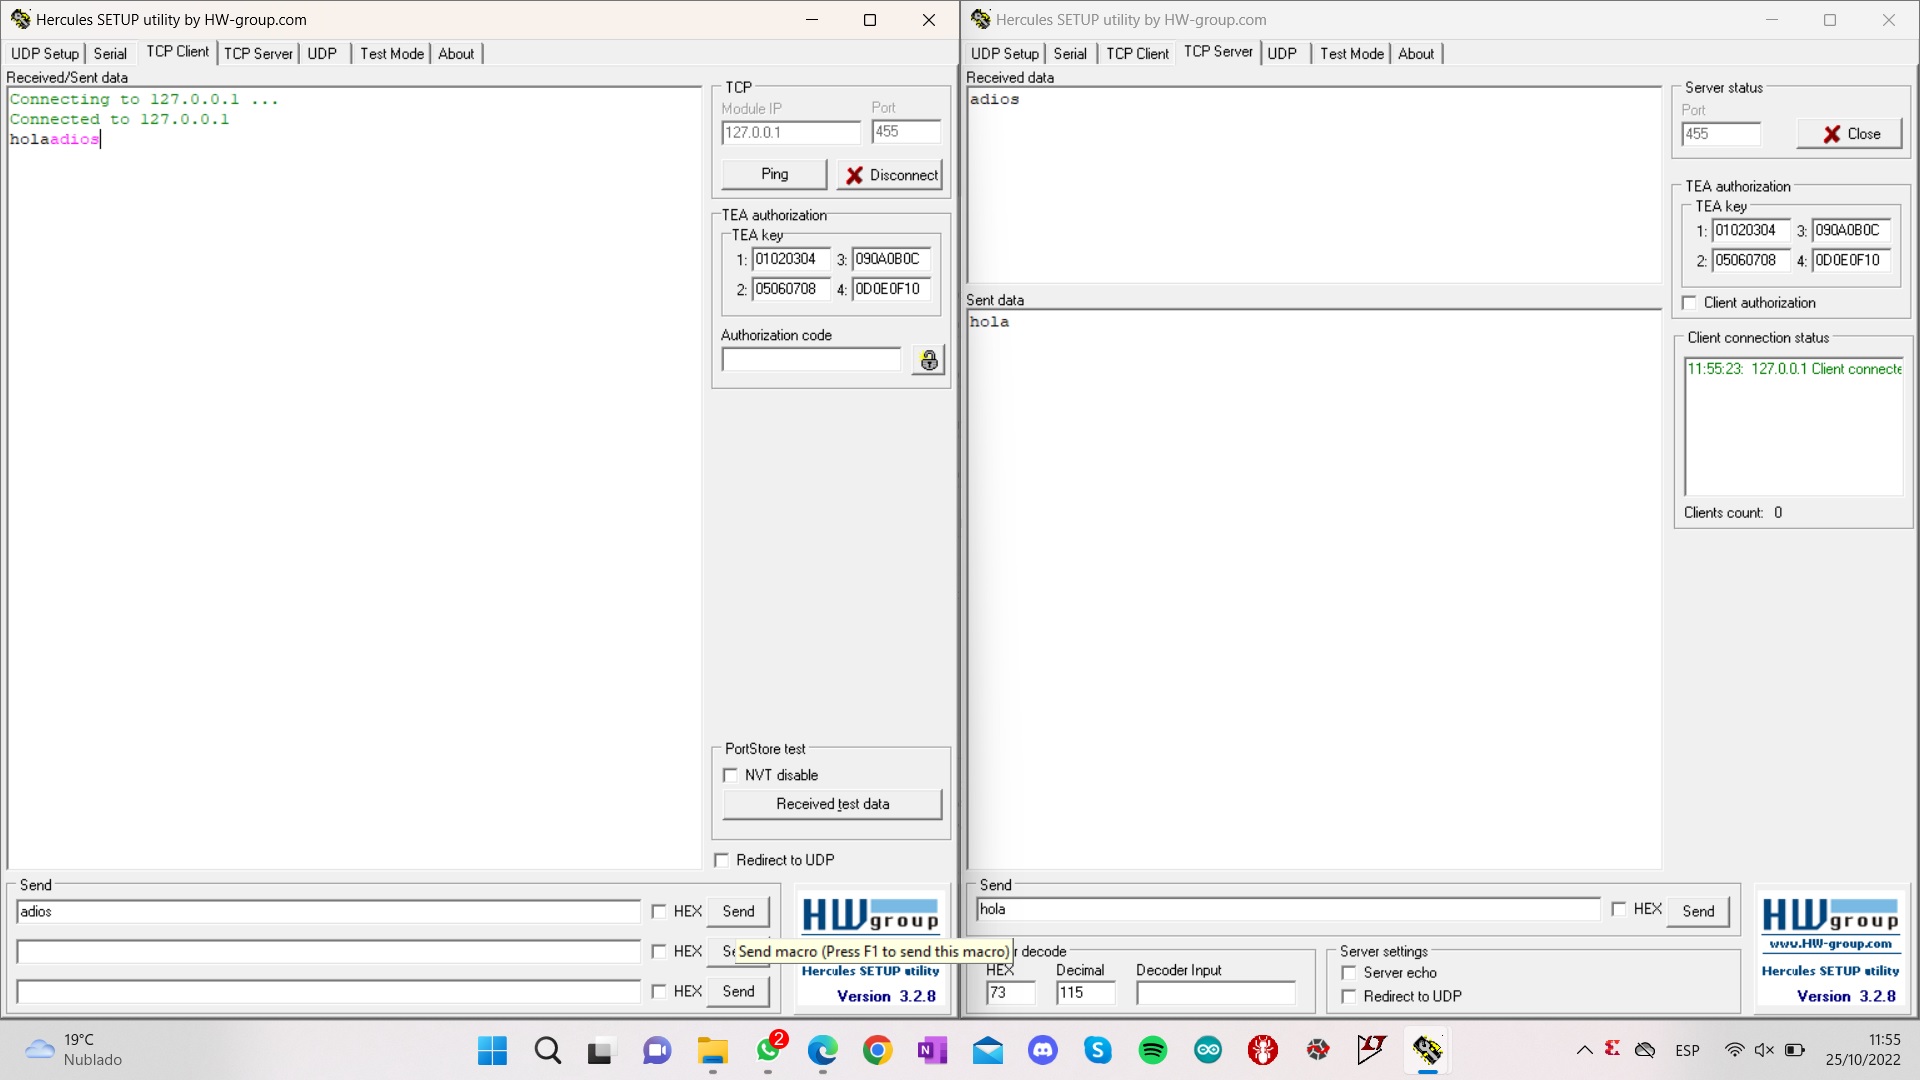 Hercules SETUP utility by HW-group.com
UDP Setup Serial TCP Client TCP Server UDP Test Mode About
Received/Sent data
Connecting to 127.0.0.1 ...
Connected to 127.0.0.1
holaadios
TCP
Module IP Port
127.0.0.1 455
Ping Disconnect
TEA authorization
TEA key
1: 01020304 3: 090A0B0C
2: 05060708 4: 0D0E0F10
Authorization code
PortStore test
NVT disable
Received test data
Redirect to UDP
Send
adios HEX Send
HEX
Send macro (Press F1 to send this macro)
HEX Send
HWgroup
Hercules SETUP utility
Version 3.2.8
Hercules SETUP utility by HW-group.com
UDP Setup Serial TCP Client TCP Server UDP Test Mode About
Received data
adios
Sent data
hola
Server status
Port
455 Close
TEA authorization
TEA key
1: 01020304 3: 090A0B0C
2: 05060708 4: 0D0E0F10
Client authorization
Client connection status
11:55:23: 127.0.0.1 Client connecte
Clients count: 0
Send
hola HEX Send
decode
HEX Decimal Decoder Input
73 115
Server settings
Server echo
Redirect to UDP
HWgroup
www.HW-group.com
Hercules SETUP utility
Version 3.2.8
19°C
Nublado
2
ESP
11:55
25/10/2022